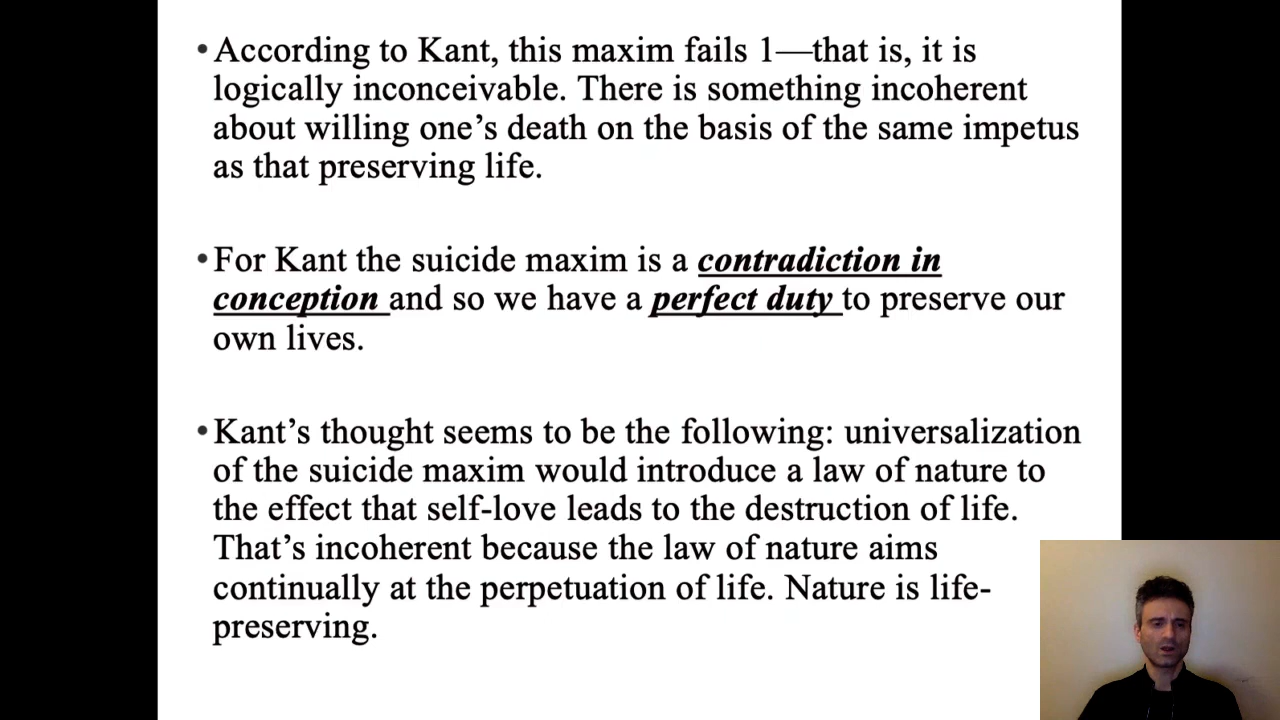 • According to Kant, this maxim fails 1—that is, it is
logically inconceivable. There is something incoherent
about willing one’s death on the basis of the same impetus
as that preserving life.
• For Kant the suicide maxim is a contradiction in
conception and so we have a perfect duty to preserve our
own lives.
• Kant’s thought seems to be the following: universalization
of the suicide maxim would introduce a law of nature to
the effect that self-love leads to the destruction of life.
That’s incoherent because the law of nature aims
continually at the perpetuation of life. Nature is life-
preserving.